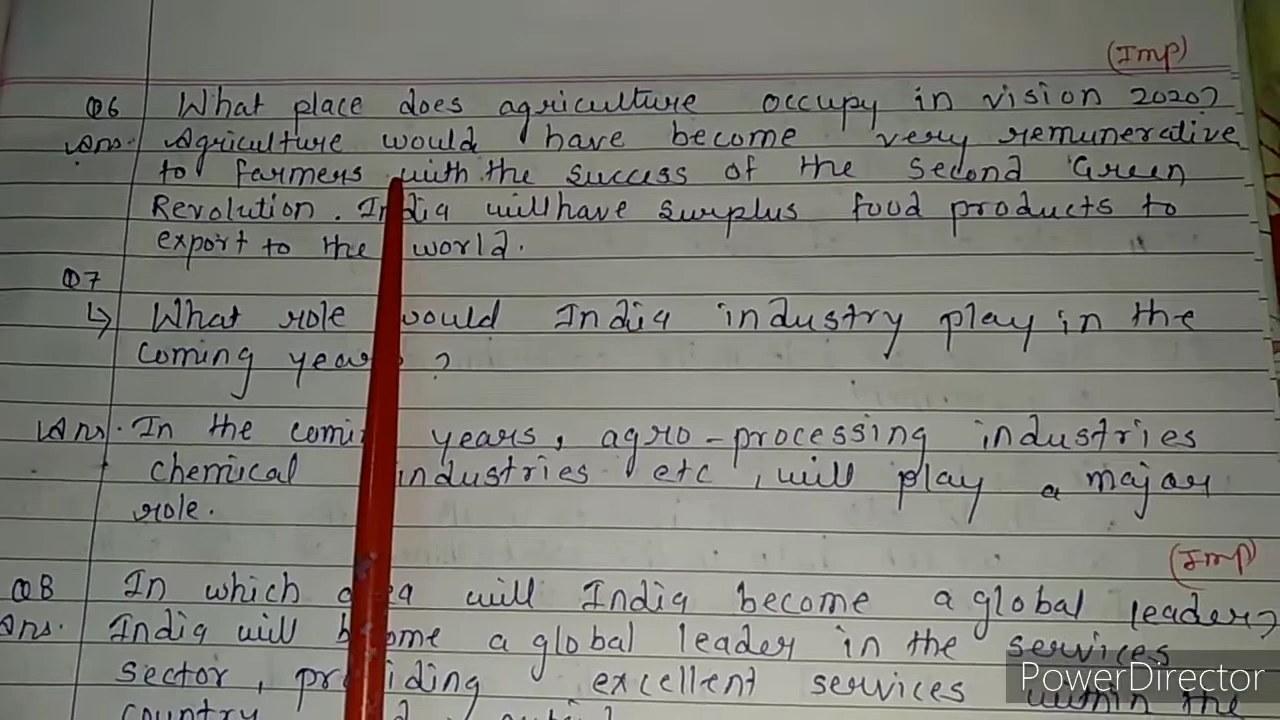 (Imp)
Q6 What place does agriculture occupy in vision 2020?
Ans. Agriculture would have become very remunerative
to farmers with the success of the Second Green
Revolution. India will have surplus food products to
export to the world.
Q7
↳ What role would India industry play in the
coming years?
Ans. In the coming years, agro-processing industries
chemical industries etc, will play a major
role.
(Imp)
Q8 In which area will India become a global leader?
Ans. India will become a global leader in the services
sector, providing excellent services within the
country
PowerDirector